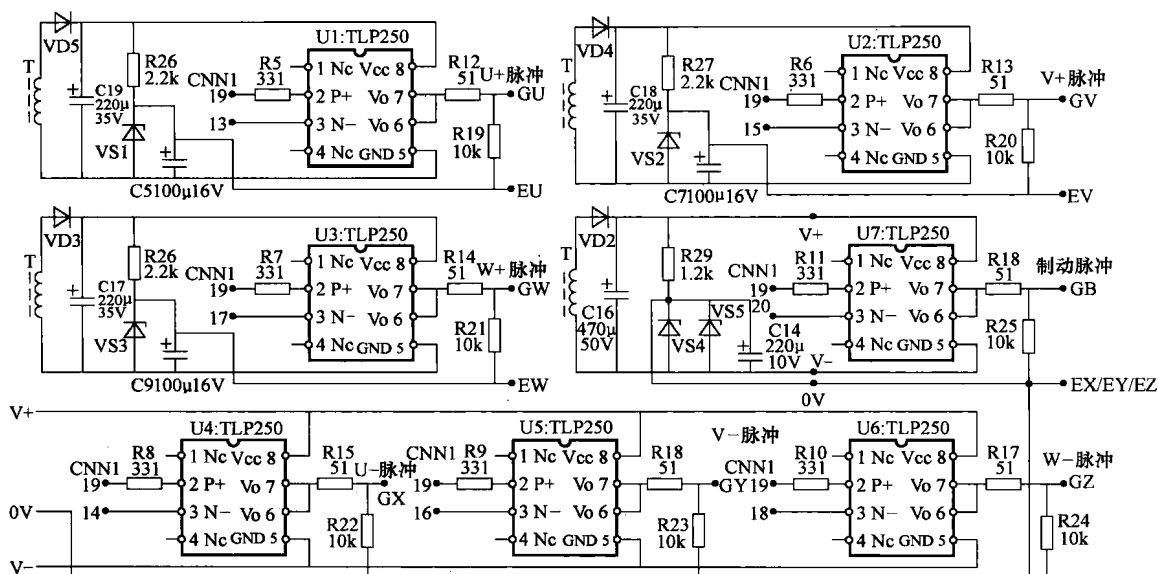 VD5
T
C19
220μ
35V
R26
2.2k
VS1
C5100μ16V
CNN1
19
13
R5
331
U1:TLP250
1 Nc Vcc 8
2 P+ Vo 7
3 N− Vo 6
4 Nc GND 5
R12
51
U+脉冲
GU
R19
10k
EU
VD4
T
C18
220μ
35V
R27
2.2k
VS2
C7100μ16V
CNN1
19
15
R6
331
U2:TLP250
1 Nc Vcc 8
2 P+ Vo 7
3 N− Vo 6
4 Nc GND 5
R13
51
V+脉冲
GV
R20
10k
EV
VD3
T
C17
220μ
35V
R26
2.2k
VS3
C9100μ16V
CNN1
19
17
R7
331
U3:TLP250
1 Nc Vcc 8
2 P+ Vo 7
3 N− Vo 6
4 Nc GND 5
R14
51
W+脉冲
GW
R21
10k
EW
VD2
T
C16
470μ
50V
R29
1.2k
VS4
VS5
C14
220μ
10V
V+
CNN1
19
20
R11
331
V−
0V
U7:TLP250
1 Nc Vcc 8
2 P+ Vo 7
3 N− Vo 6
4 Nc GND 5
R18
51
制动脉冲
GB
R25
10k
EX/EY/EZ
V+
0V
V−
CNN1
19
14
R8
331
U4:TLP250
1 Nc Vcc 8
2 P+ Vo 7
3 N− Vo 6
4 Nc GND 5
R15
51
U−脉冲
GX
R22
10k
CNN1
19
16
R9
331
U5:TLP250
1 Nc Vcc 8
2 P+ Vo 7
3 N− Vo 6
4 Nc GND 5
R18
51
V−脉冲
GY
R23
10k
CNN1
19
18
R10
331
U6:TLP250
1 Nc Vcc 8
2 P+ Vo 7
3 N− Vo 6
4 Nc GND 5
R17
51
W−脉冲
GZ
R24
10k